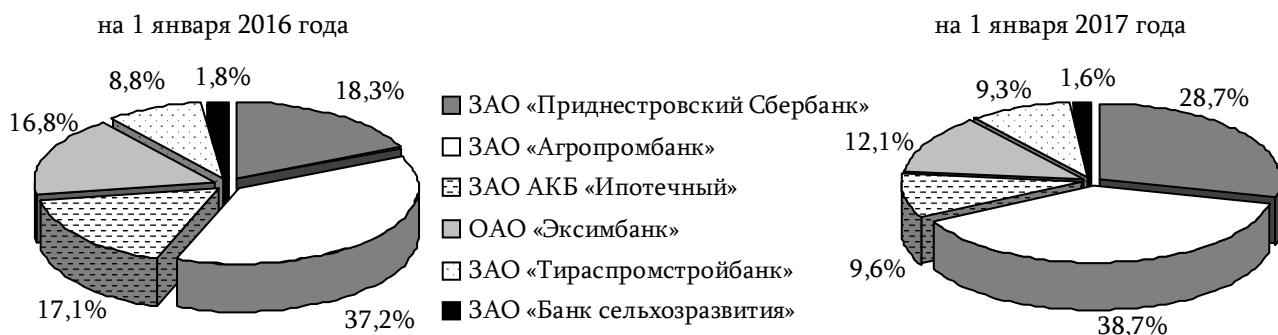 на 1 января 2016 года
8,8%
1,8%
18,3%
16,8%
17,1%
37,2%
ЗАО «Приднестровский Сбербанк»
ЗАО «Агропромбанк»
ЗАО АКБ «Ипотечный»
ОАО «Эксимбанк»
ЗАО «Тираспромстройбанк»
ЗАО «Банк сельхозразвития»
на 1 января 2017 года
9,3%
1,6%
28,7%
12,1%
9,6%
38,7%